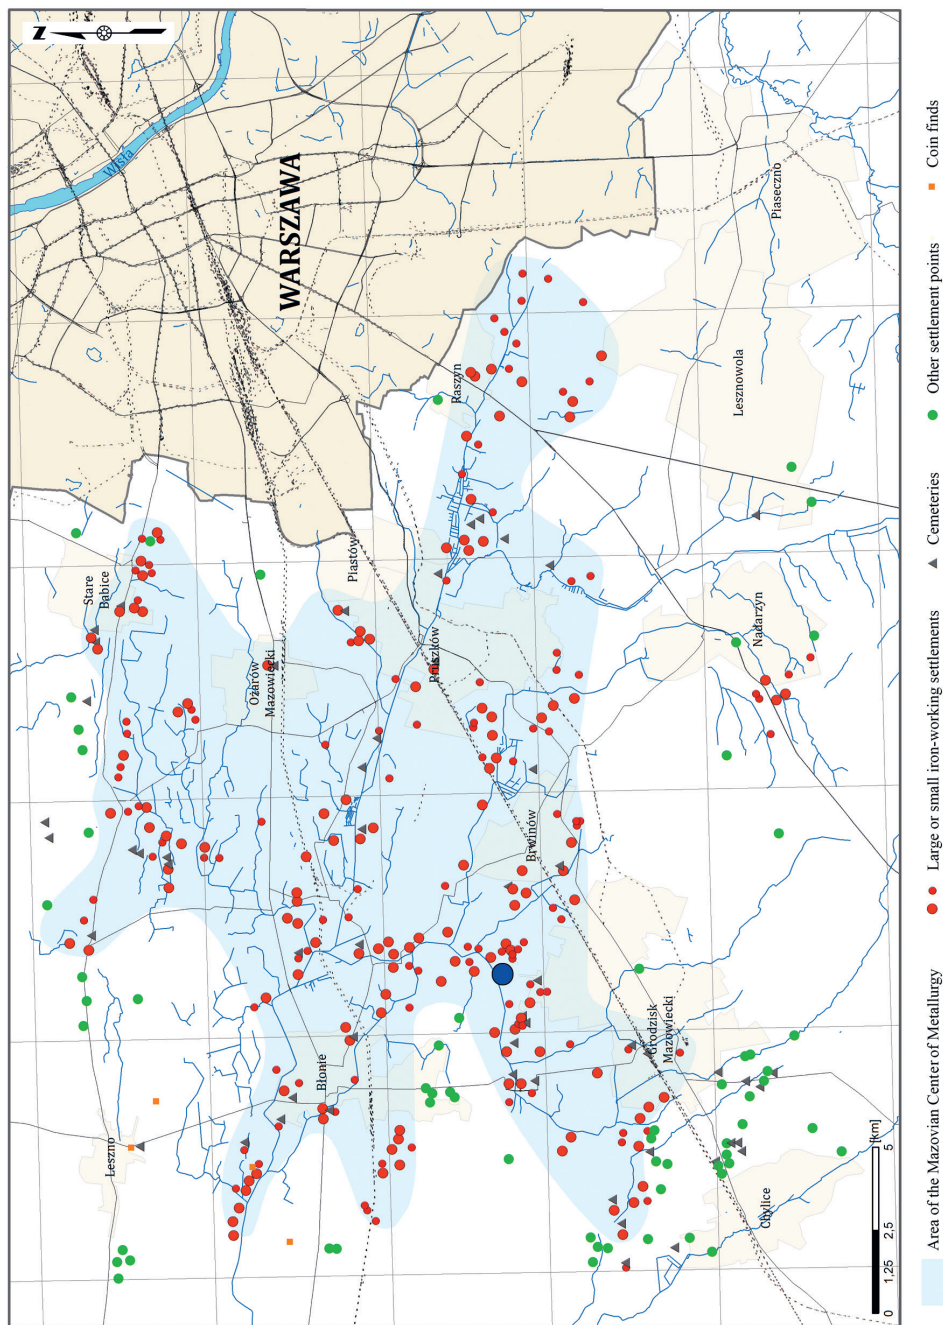 N
Wisła
WARSZAWA
Stare
Babice
Ożarów
Mazowiecki
Piastów
Pruszków
Raszyn
Piaseczno
Lesznowola
Nadarzyn
Brwinów
Grodzisk
Mazowiecki
Błonie
Leszno
Chylice
0 1,25 2,5 5
[km]
Area of the Mazovian Center of Metallurgy
Large or small iron-working settlements
Cemeteries
Other settlement points
Coin finds